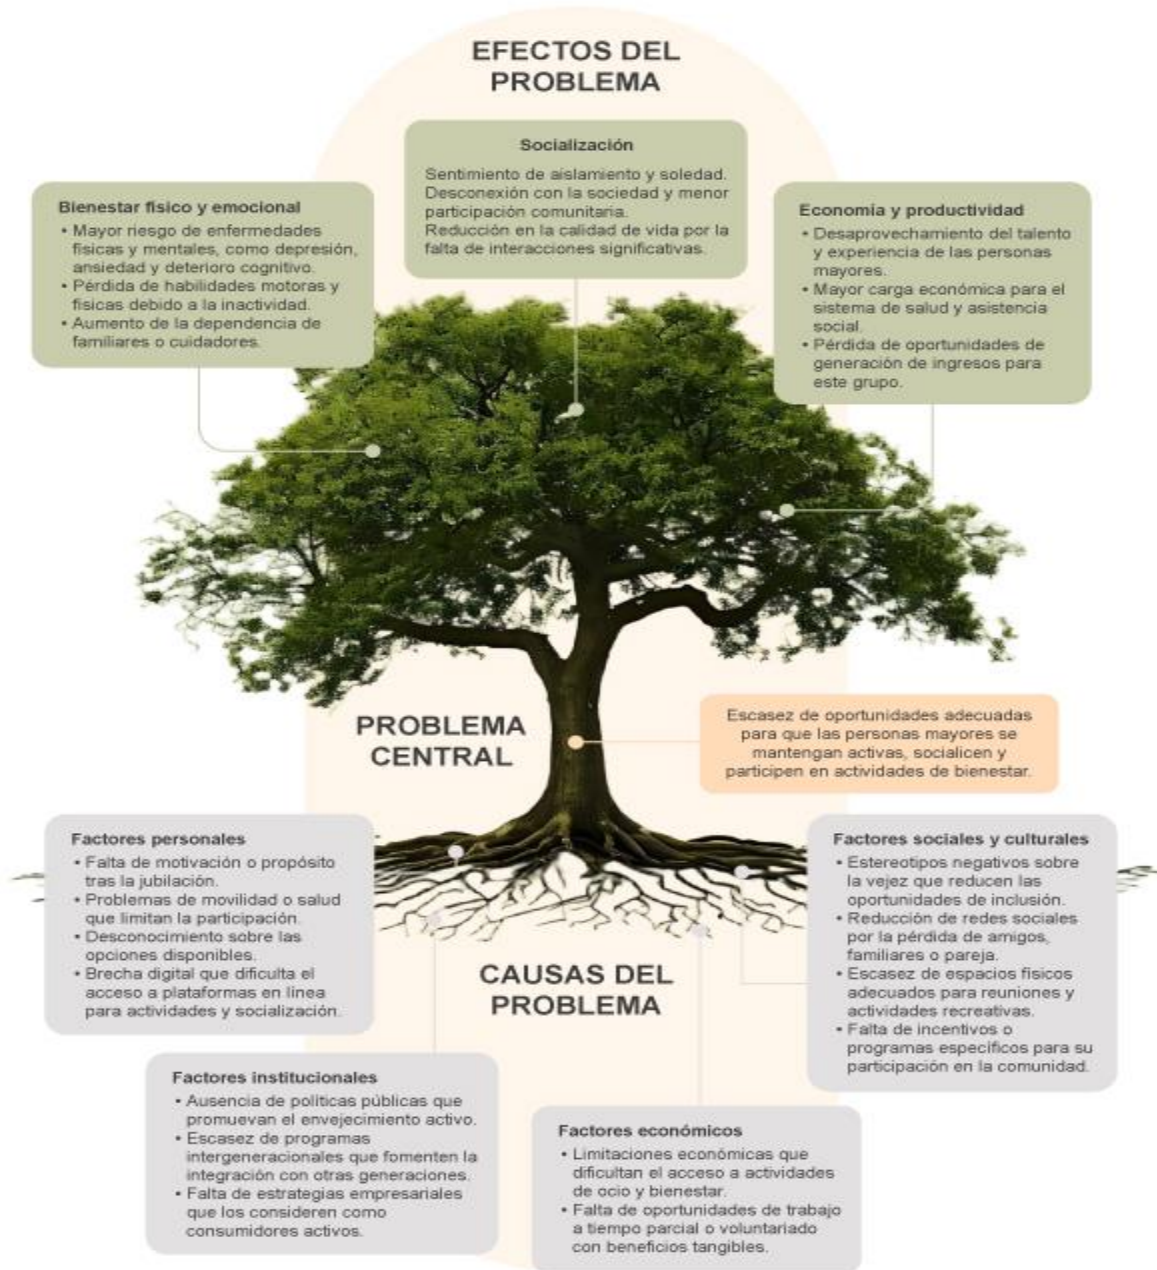 EFECTOS DEL
PROBLEMA
Socialización
Sentimiento de aislamiento y soledad.
Desconexión con la sociedad y menor
participación comunitaria.
Reducción en la calidad de vida por la
falta de interacciones significativas.
Bienestar físico y emocional
• Mayor riesgo de enfermedades
físicas y mentales, como depresión,
ansiedad y deterioro cognitivo.
• Pérdida de habilidades motoras y
físicas debido a la inactividad.
• Aumento de la dependencia de
familiares o cuidadores.
Economía y productividad
• Desaprovechamiento del talento
y experiencia de las personas
mayores.
• Mayor carga económica para el
sistema de salud y asistencia
social.
• Pérdida de oportunidades de
generación de ingresos para
este grupo.
PROBLEMA
CENTRAL
Escasez de oportunidades adecuadas
para que las personas mayores se
mantengan activas, socialicen y
participen en actividades de bienestar.
Factores personales
• Falta de motivación o propósito
tras la jubilación.
• Problemas de movilidad o salud
que limitan la participación.
• Desconocimiento sobre las
opciones disponibles.
• Brecha digital que dificulta el
acceso a plataformas en línea
para actividades y socialización.
Factores sociales y culturales
• Estereotipos negativos sobre
la vejez que reducen las
oportunidades de inclusión.
• Reducción de redes sociales
por la pérdida de amigos,
familiares o pareja.
• Escasez de espacios físicos
adecuados para reuniones y
actividades recreativas.
• Falta de incentivos o
programas específicos para su
participación en la comunidad.
CAUSAS DEL
PROBLEMA
Factores institucionales
• Ausencia de políticas públicas que
promuevan el envejecimiento activo.
• Escasez de programas
intergeneracionales que fomenten la
integración con otras generaciones.
• Falta de estrategias empresariales
que los consideren como
consumidores activos.
Factores económicos
• Limitaciones económicas que
dificultan el acceso a actividades
de ocio y bienestar.
• Falta de oportunidades de trabajo
a tiempo parcial o voluntariado
con beneficios tangibles.